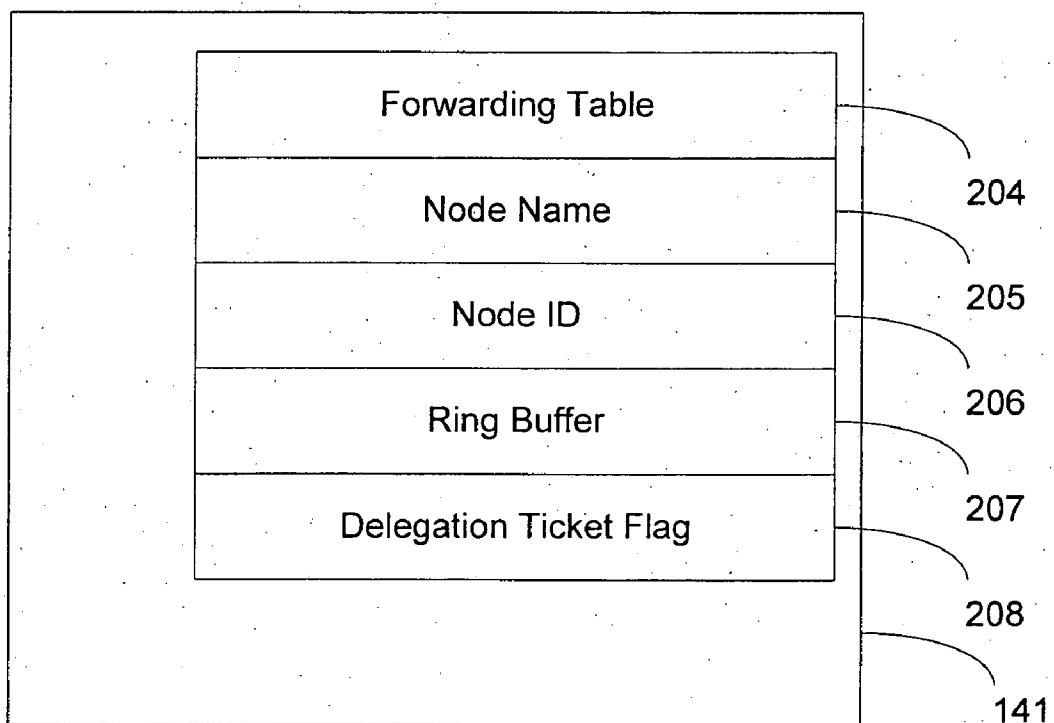 Forwarding Table
204
Node Name
205
Node ID
206
Ring Buffer
207
Delegation Ticket Flag
208
141